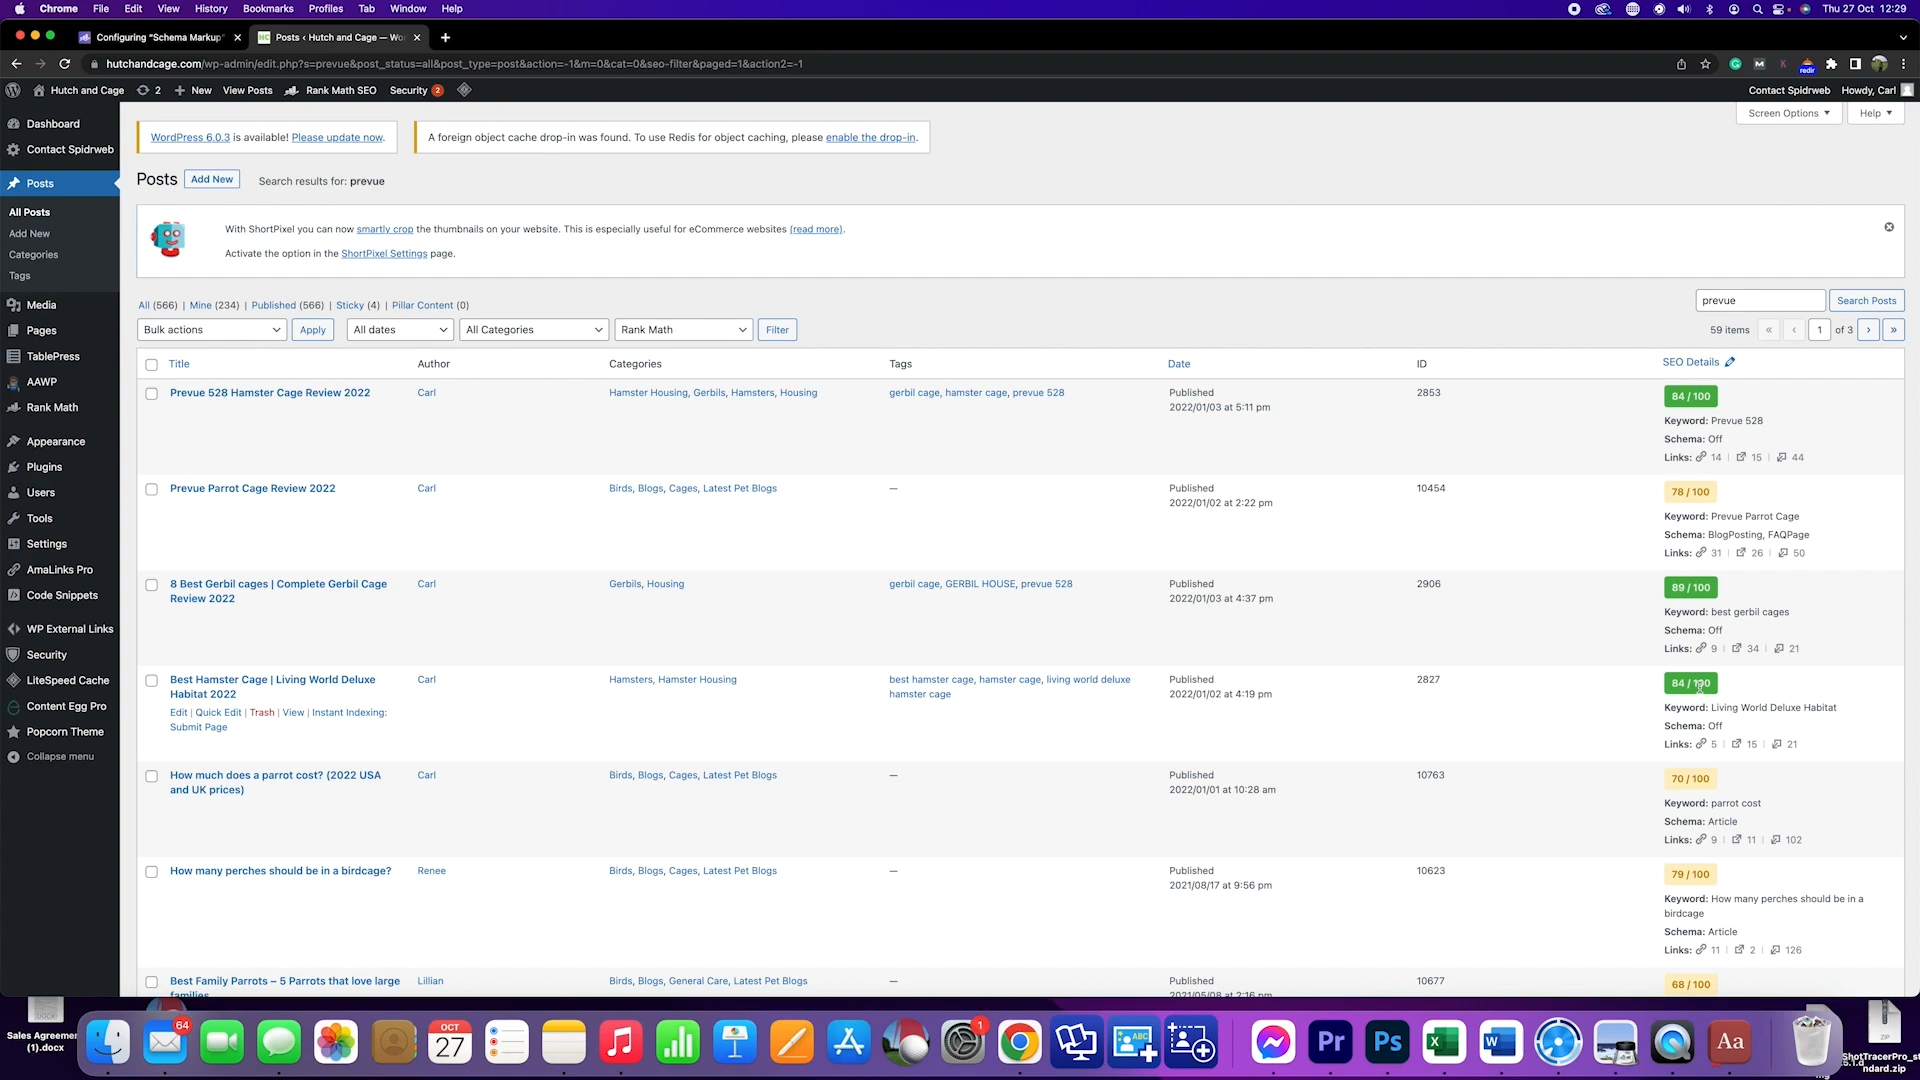 Chrome File Edit View History Bookmarks Profiles Tab Window Help Thu 27 Oct 12:29
Configuring "Schema Markup" Posts ‹ Hutch and Cage — Wo
hutchandcage.com/wp-admin/edit.php?s=prevue&post_status=all&post_type=post&action=-1&m=0&cat=0&seo-filter&paged=1&action2=-1
Hutch and Cage 2 New View Posts Rank Math SEO Security 2 Contact Spidrweb Howdy, Carl
Screen Options Help
Dashboard
Contact Spidrweb
Posts
All Posts
Add New
Categories
Tags
Media
Pages
TablePress
AAWP
Rank Math
Appearance
Plugins
Users
Tools
Settings
AmaLinks Pro
Code Snippets
WP External Links
Security
LiteSpeed Cache
Content Egg Pro
Popcorn Theme
Collapse menu
WordPress 6.0.3 is available! Please update now.
A foreign object cache drop-in was found. To use Redis for object caching, please enable the drop-in.
Posts Add New Search results for: prevue
With ShortPixel you can now smartly crop the thumbnails on your website. This is especially useful for eCommerce websites (read more).
Activate the option in the ShortPixel Settings page.
All (566) | Mine (234) | Published (566) | Sticky (4) | Pillar Content (0)
prevue Search Posts
Bulk actions Apply All dates All Categories Rank Math Filter
59 items « ‹ 1 of 3 › »
Title Author Categories Tags Date ID SEO Details
Prevue 528 Hamster Cage Review 2022 Carl Hamster Housing, Gerbils, Hamsters, Housing gerbil cage, hamster cage, prevue 528 Published 2853 84 / 100
2022/01/03 at 5:11 pm
Keyword: Prevue 528
Schema: Off
Links: 14 | 15 | 44
Prevue Parrot Cage Review 2022 Carl Birds, Blogs, Cages, Latest Pet Blogs — Published 10454 78 / 100
2022/01/02 at 2:22 pm
Keyword: Prevue Parrot Cage
Schema: BlogPosting, FAQPage
Links: 31 | 26 | 50
8 Best Gerbil cages | Complete Gerbil Cage Carl Gerbils, Housing gerbil cage, GERBIL HOUSE, prevue 528 Published 2906 89 / 100
Review 2022 2022/01/03 at 4:37 pm
Keyword: best gerbil cages
Schema: Off
Links: 9 | 34 | 21
Best Hamster Cage | Living World Deluxe Carl Hamsters, Hamster Housing best hamster cage, hamster cage, living world deluxe Published 2827 84 / 100
Habitat 2022 hamster cage 2022/01/02 at 4:19 pm
Edit | Quick Edit | Trash | View | Instant Indexing: Keyword: Living World Deluxe Habitat
Submit Page Schema: Off
Links: 5 | 15 | 21
How much does a parrot cost? (2022 USA Carl Birds, Blogs, Cages, Latest Pet Blogs — Published 10763 70 / 100
and UK prices) 2022/01/01 at 10:28 am
Keyword: parrot cost
Schema: Article
Links: 9 | 11 | 102
How many perches should be in a birdcage? Renee Birds, Blogs, Cages, Latest Pet Blogs — Published 10623 79 / 100
2021/08/17 at 9:56 pm
Keyword: How many perches should be in a
birdcage
Schema: Article
Links: 11 | 2 | 126
Best Family Parrots – 5 Parrots that love large Lillian Birds, Blogs, General Care, Latest Pet Blogs — Published 10677 68 / 100
families 2021/05/08 at 2:16 pm
Sales Agreemen
(1).docx
64
OCT
27
1
ABC
Pr Ps X W Aa
ZIP
ShotTracerPro_st
ndard.zip